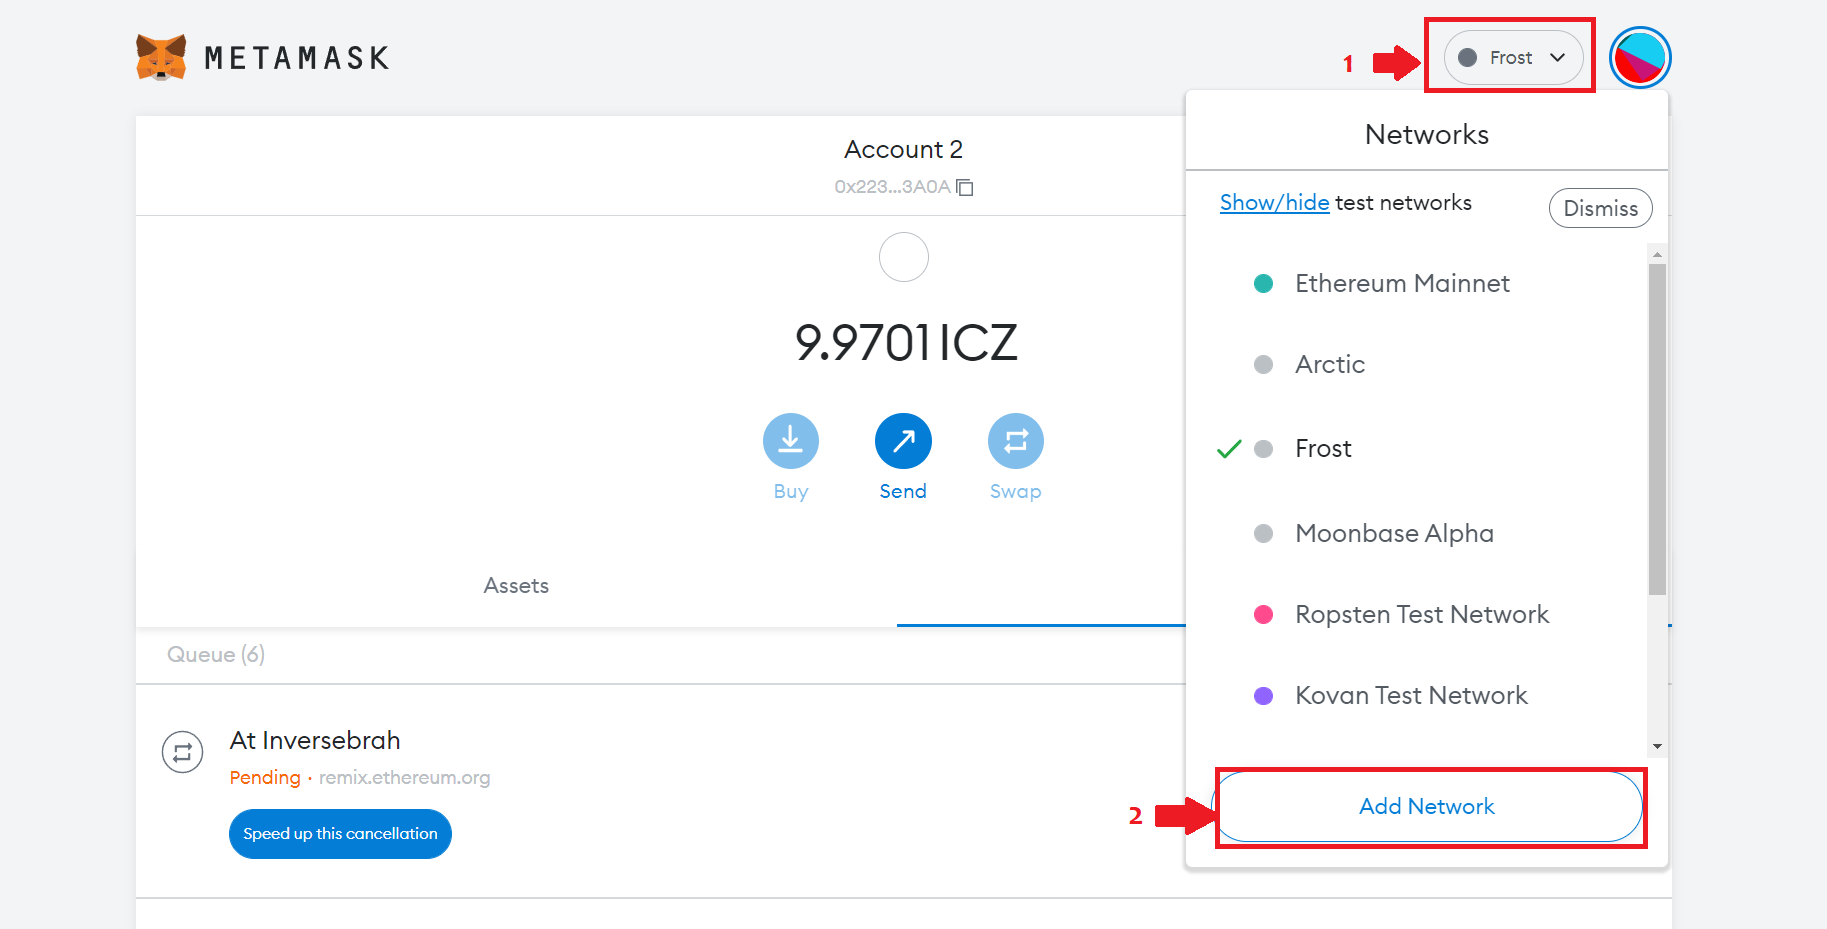 METAMASK
1
Frost
Account 2
0x223...3A0A
Networks
Show/hide test networks
Dismiss
Ethereum Mainnet
Arctic
Frost
Moonbase Alpha
Ropsten Test Network
Kovan Test Network
2
Add Network
9.9701 ICZ
Buy
Send
Swap
Assets
Queue (6)
At Inversebrah
Pending · remix.ethereum.org
Speed up this cancellation